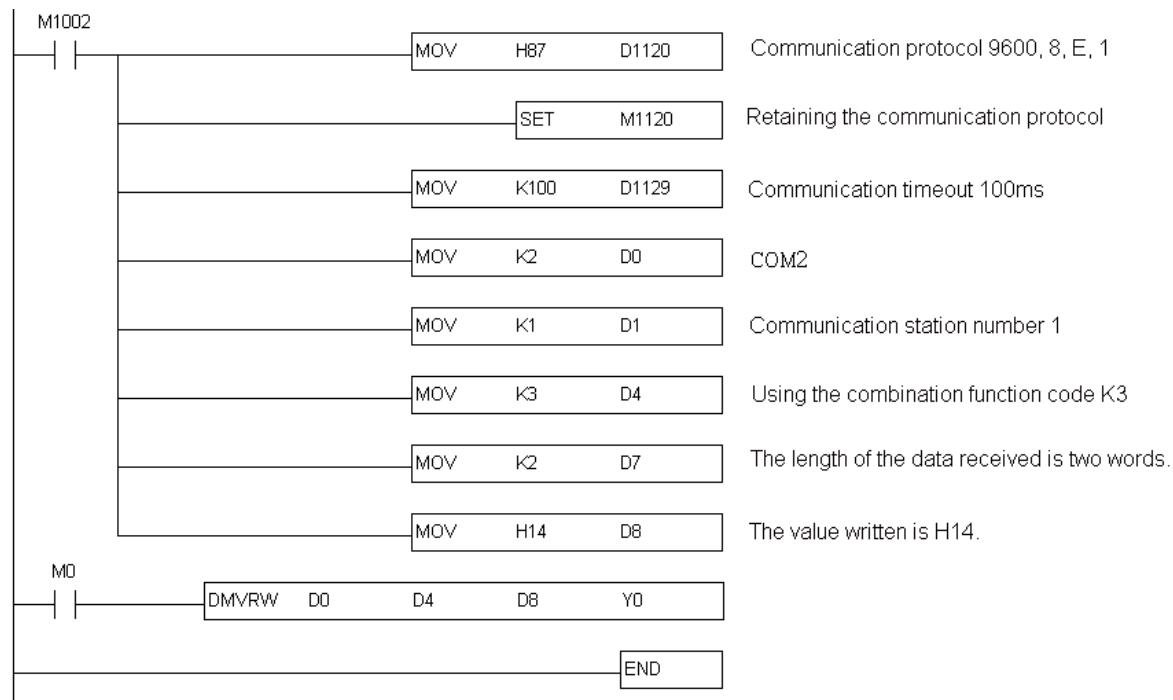 M1002
MOV H87 D1120 Communication protocol 9600, 8, E, 1
SET M1120 Retaining the communication protocol
MOV K100 D1129 Communication timeout 100ms
MOV K2 D0 COM2
MOV K1 D1 Communication station number 1
MOV K3 D4 Using the combination function code K3
MOV K2 D7 The length of the data received is two words.
MOV H14 D8 The value written is H14.
M0
DMVRW D0 D4 D8 Y0
END